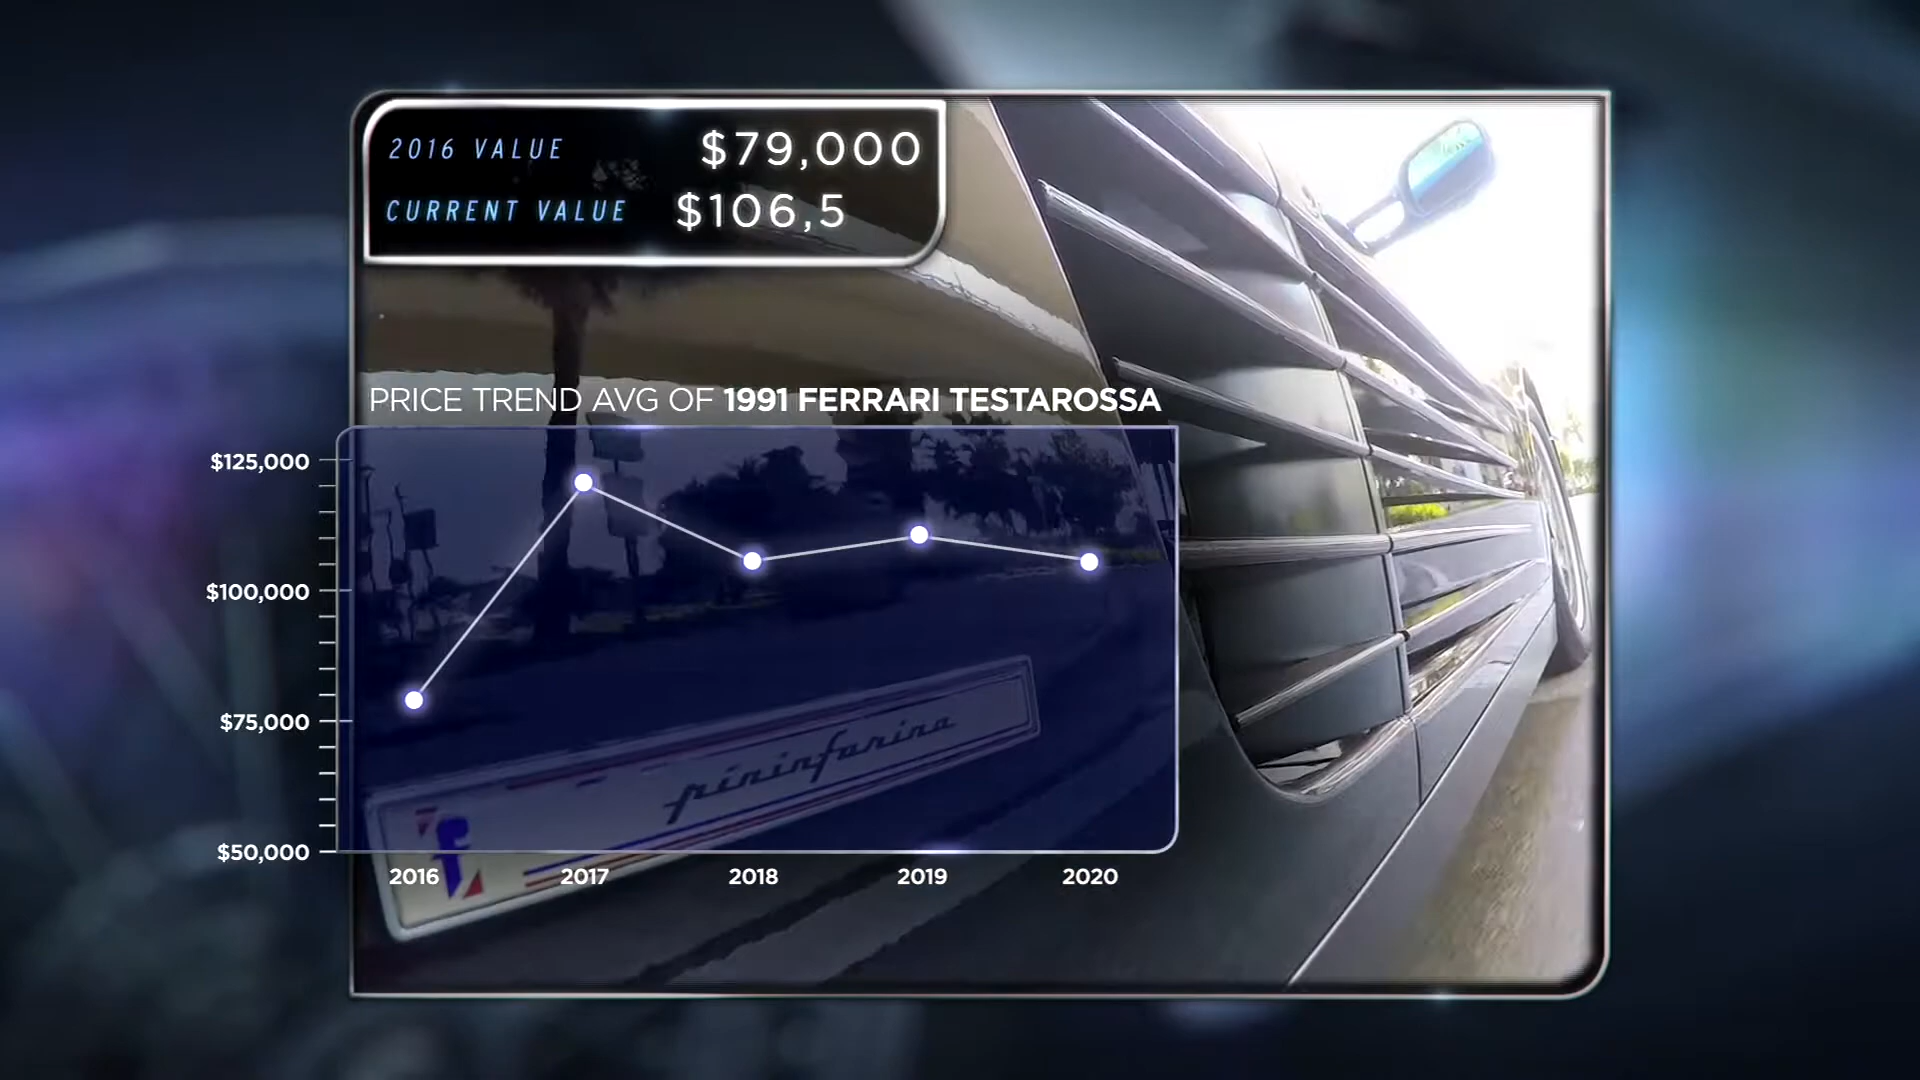 2016 VALUE $79,000
CURRENT VALUE $106,5
PRICE TREND AVG OF 1991 FERRARI TESTAROSSA
$125,000
$100,000
$75,000
$50,000
pininfarina
f
2016 2017 2018 2019 2020